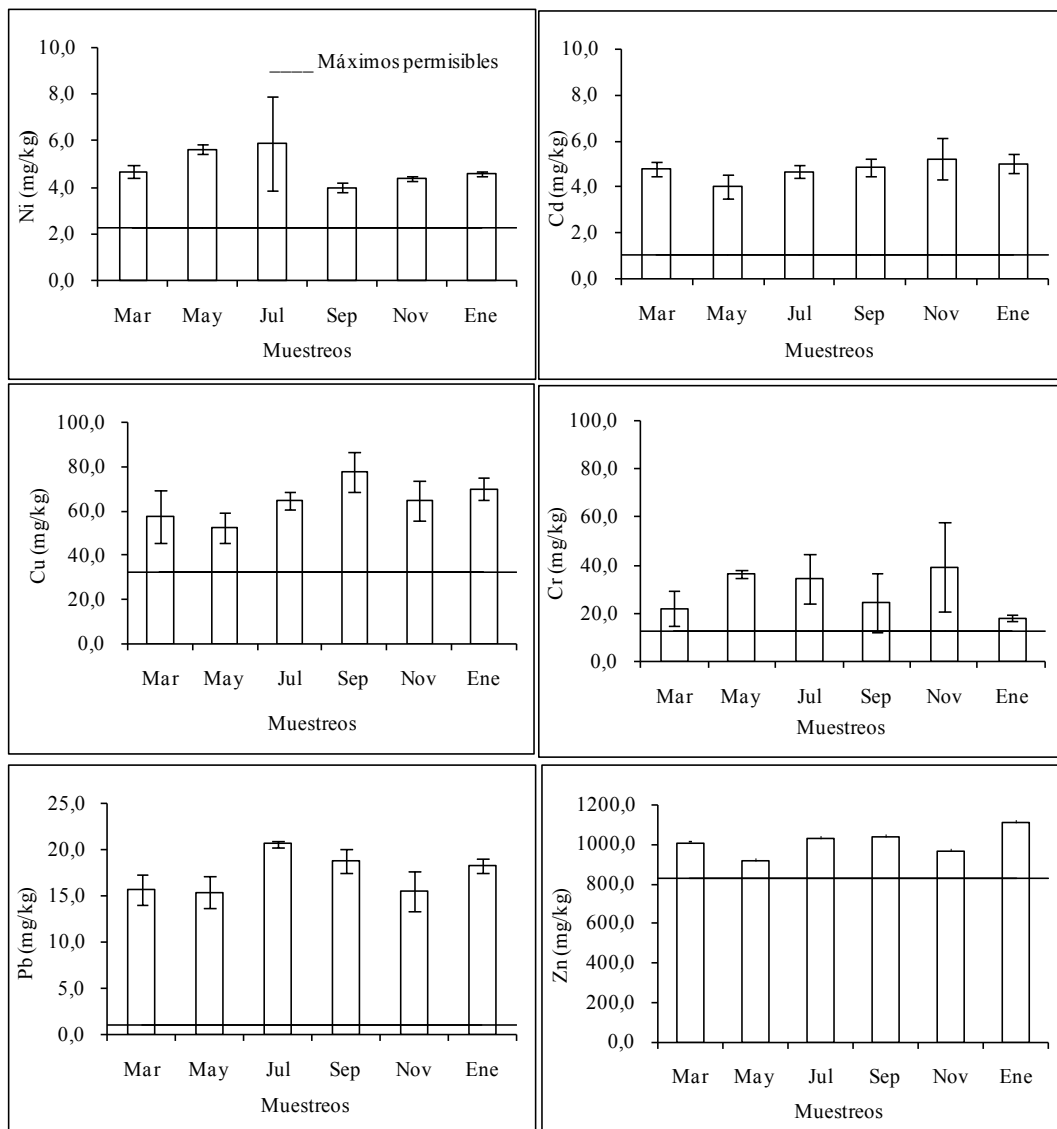 10,0
8,0
6,0
4,0
2,0
0,0
Ni (mg/kg)
____ Máximos permisibles
Mar May Jul Sep Nov Ene
Muestreos
10,0
8,0
6,0
4,0
2,0
0,0
Cd (mg/kg)
Mar May Jul Sep Nov Ene
Muestreos
100,0
80,0
60,0
40,0
20,0
0,0
Cu (mg/kg)
Mar May Jul Sep Nov Ene
Muestreos
100,0
80,0
60,0
40,0
20,0
0,0
Cr (mg/kg)
Mar May Jul Sep Nov Ene
Muestreos
25,0
20,0
15,0
10,0
5,0
0,0
Pb (mg/kg)
Mar May Jul Sep Nov Ene
Muestreos
1200,0
1000,0
800,0
600,0
400,0
200,0
0,0
Zn (mg/kg)
Mar May Jul Sep Nov Ene
Muestreos